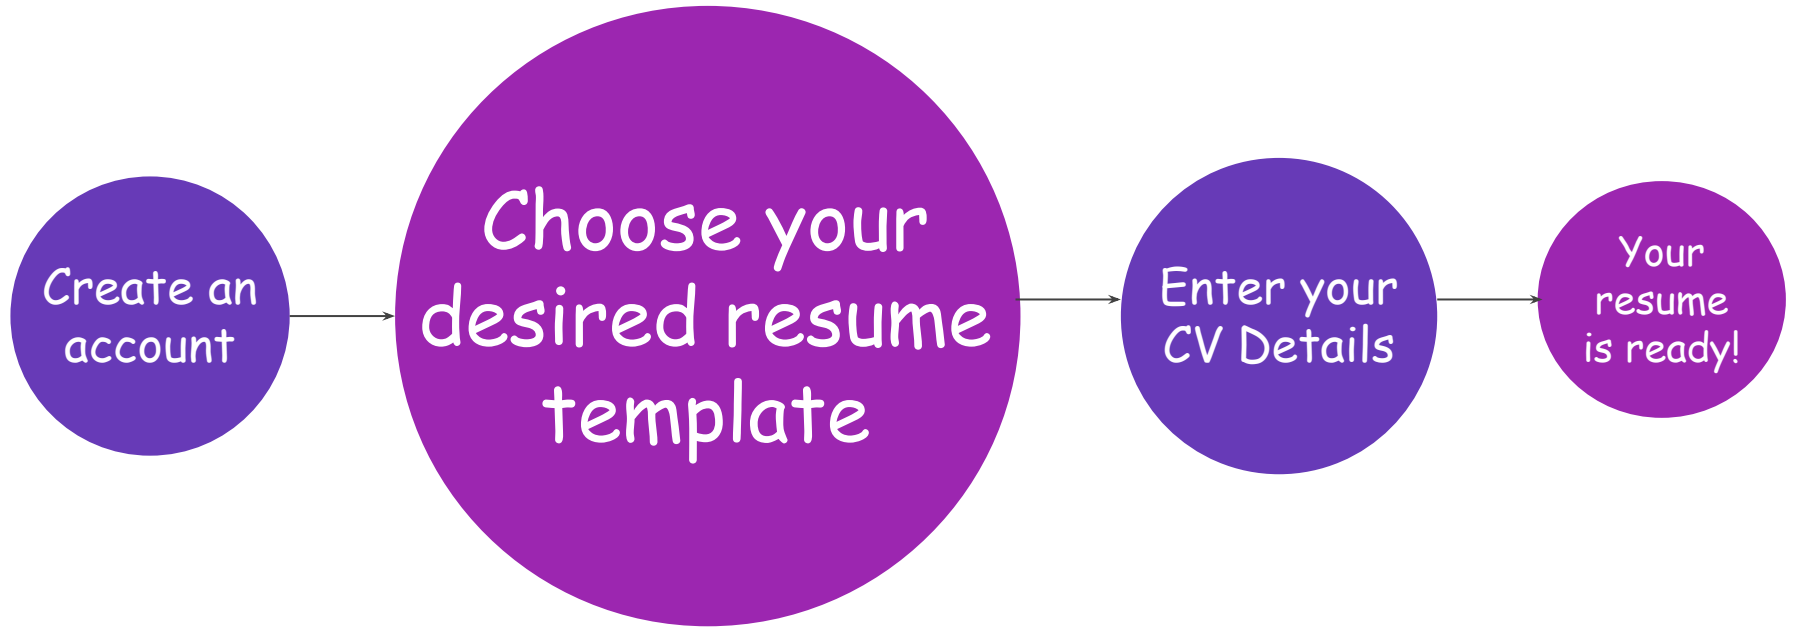 Create an
account
Choose your
desired resume
template
Enter your
CV Details
Your
resume
is ready!